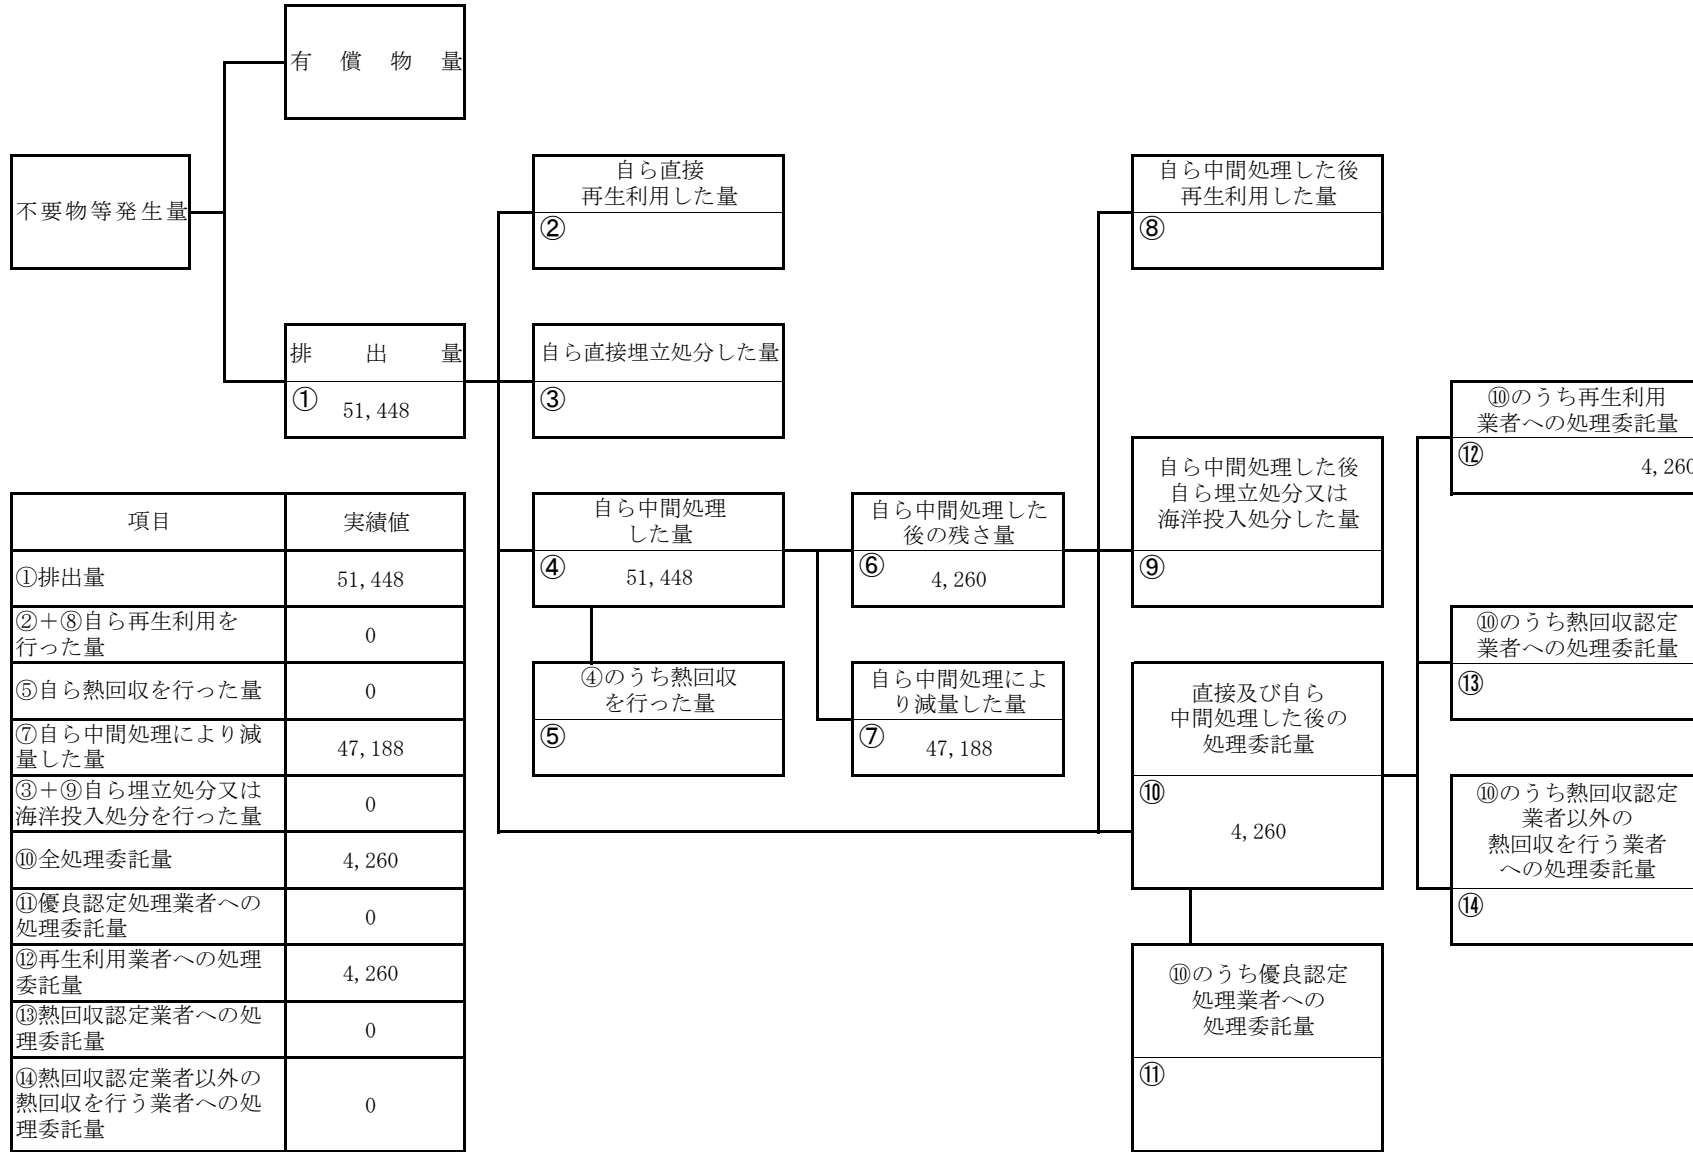 有償物量
不要物等発生量
排出量
① 51,448
自ら直接
再生利用した量
②
自ら直接埋立処分した量
③
自ら中間処理
した量
④ 51,448
④のうち熱回収
を行った量
⑤
自ら中間処理した
後の残さ量
⑥ 4,260
自ら中間処理によ
り減量した量
⑦ 47,188
自ら中間処理した後
再生利用した量
⑧
自ら中間処理した後
自ら埋立処分又は
海洋投入処分した量
⑨
直接及び自ら
中間処理した後の
処理委託量
⑩
4,260
⑩のうち優良認定
処理業者への
処理委託量
⑪
⑩のうち再生利用
業者への処理委託量
⑫ 4,260
⑩のうち熱回収認定
業者への処理委託量
⑬
⑩のうち熱回収認定
業者以外の
熱回収を行う業者
への処理委託量
⑭
項目 実績値
①排出量 51,448
②＋⑧自ら再生利用を
行った量 0
⑤自ら熱回収を行った量 0
⑦自ら中間処理により減
量した量 47,188
③＋⑨自ら埋立処分又は
海洋投入処分を行った量 0
⑩全処理委託量 4,260
⑪優良認定処理業者への
処理委託量 0
⑫再生利用業者への処理
委託量 4,260
⑬熱回収認定業者への処
理委託量 0
⑭熱回収認定業者以外の
熱回収を行う業者への処
理委託量 0